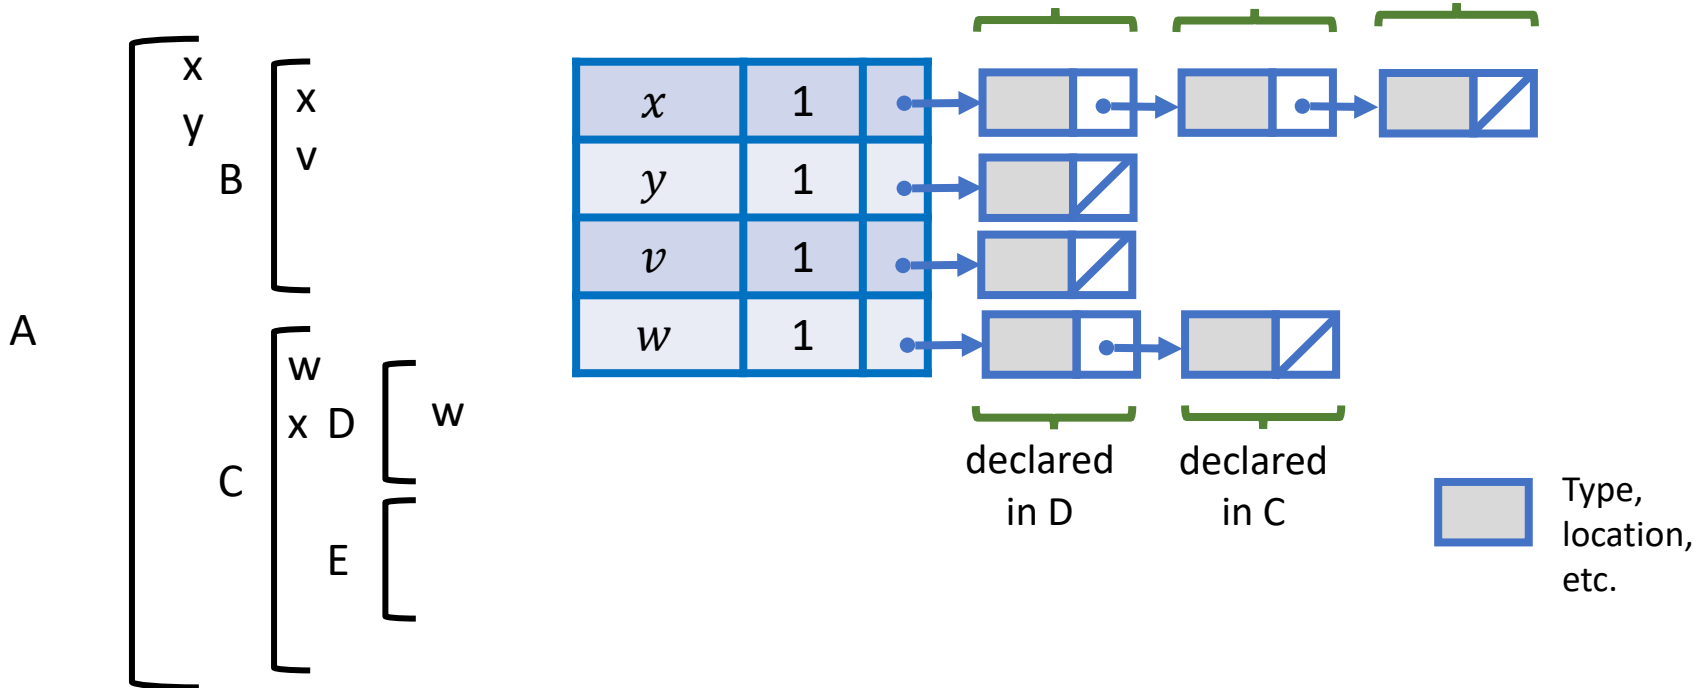 x
y
B
x
v
A
C
w
x D
w
E
x 1
y 1
v 1
w 1
declared
in D
declared
in C
Type,
location,
etc.